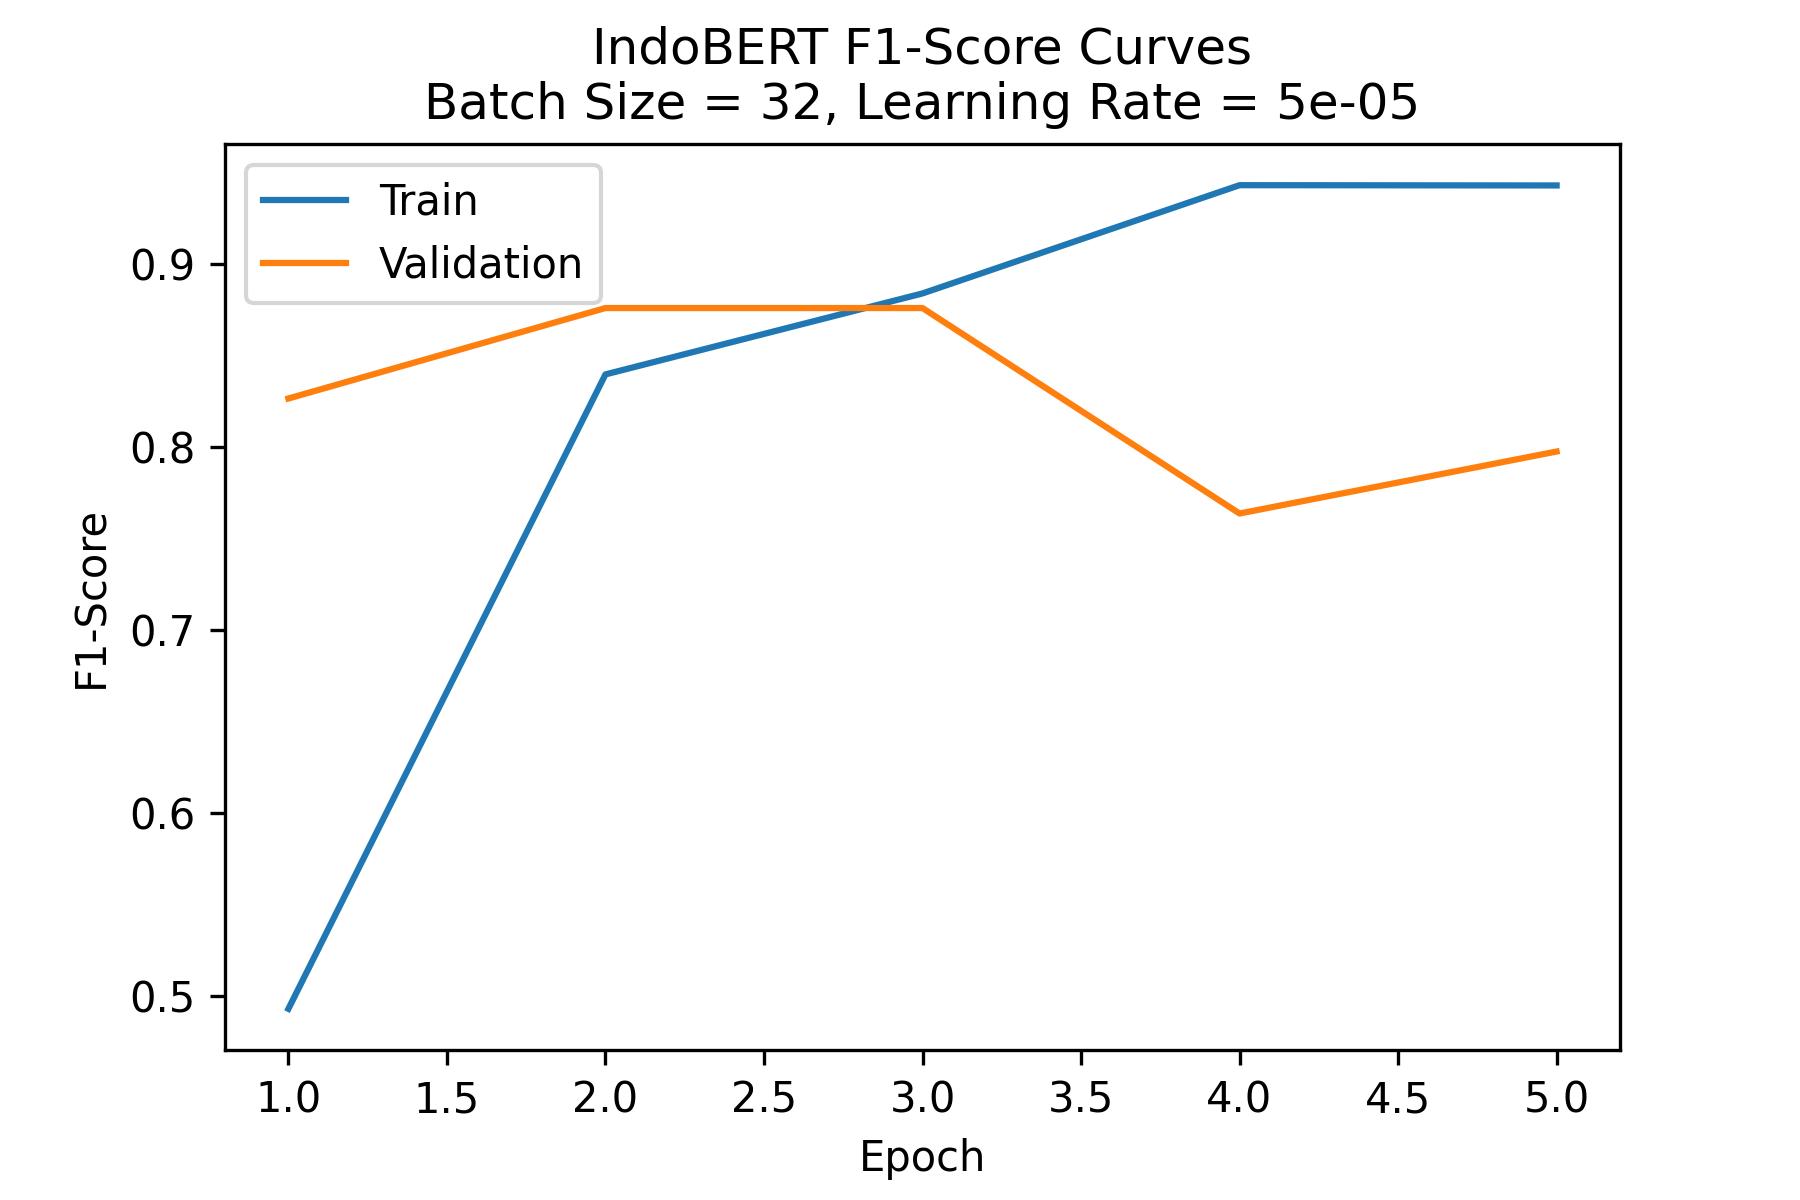 IndoBERT F1-Score Curves
Batch Size = 32, Learning Rate = 5e-05
Train
Validation
0.9
0.8
0.7
0.6
0.5
F1-Score
1.0 1.5 2.0 2.5 3.0 3.5 4.0 4.5 5.0
Epoch